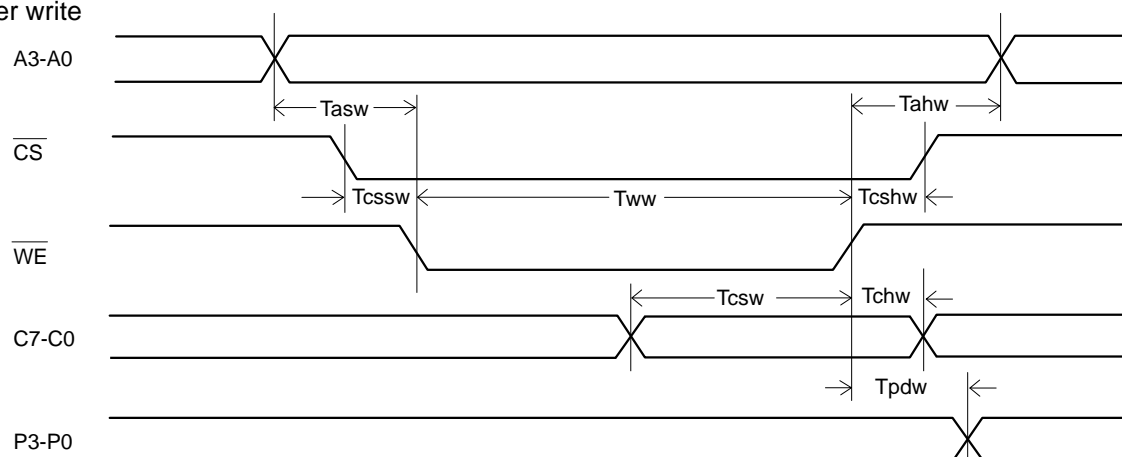 er write
A3-A0
Tasw
Tahw
CS
Tcssw
Tww
Tcshw
WE
Tcsw
Tchw
C7-C0
Tpdw
P3-P0